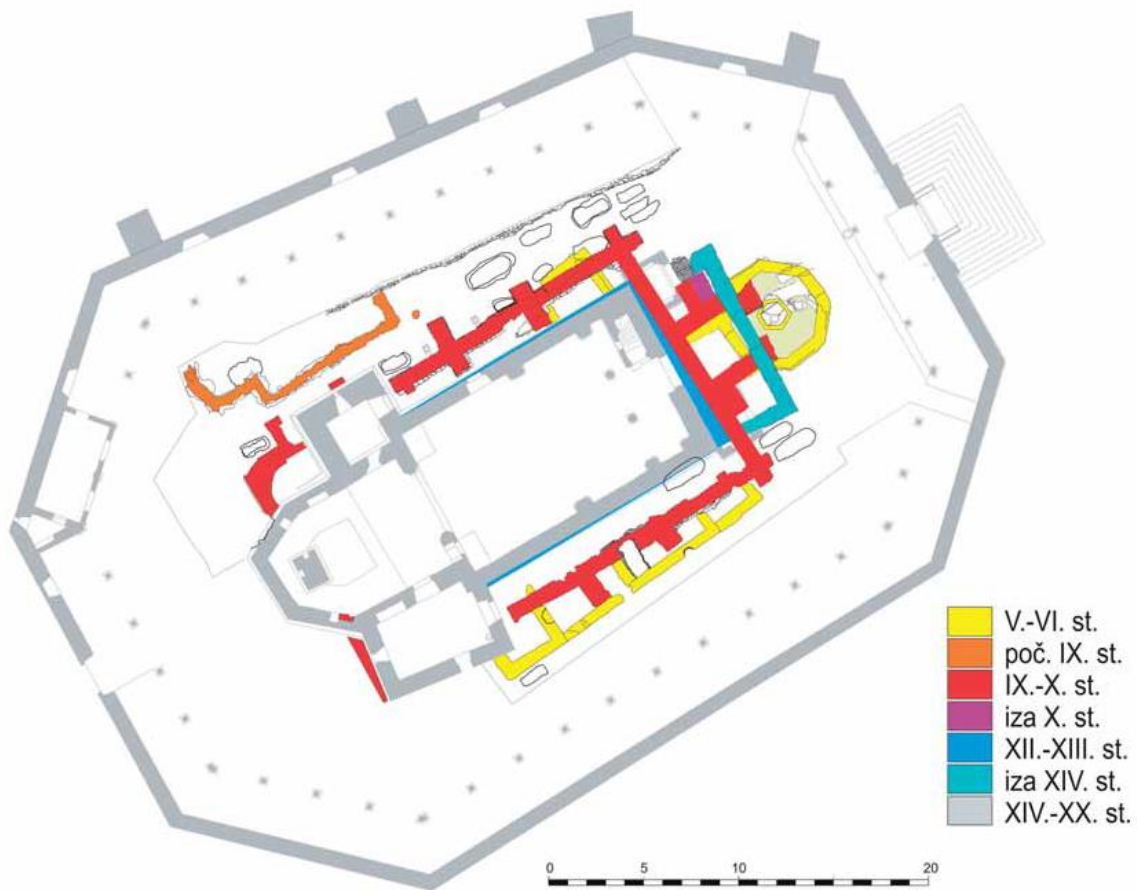 V.-VI. st.
poč. IX. st.
IX.-X. st.
iza X. st.
XII.-XIII. st.
iza XIV. st.
XIV.-XX. st.
0 5 10 20